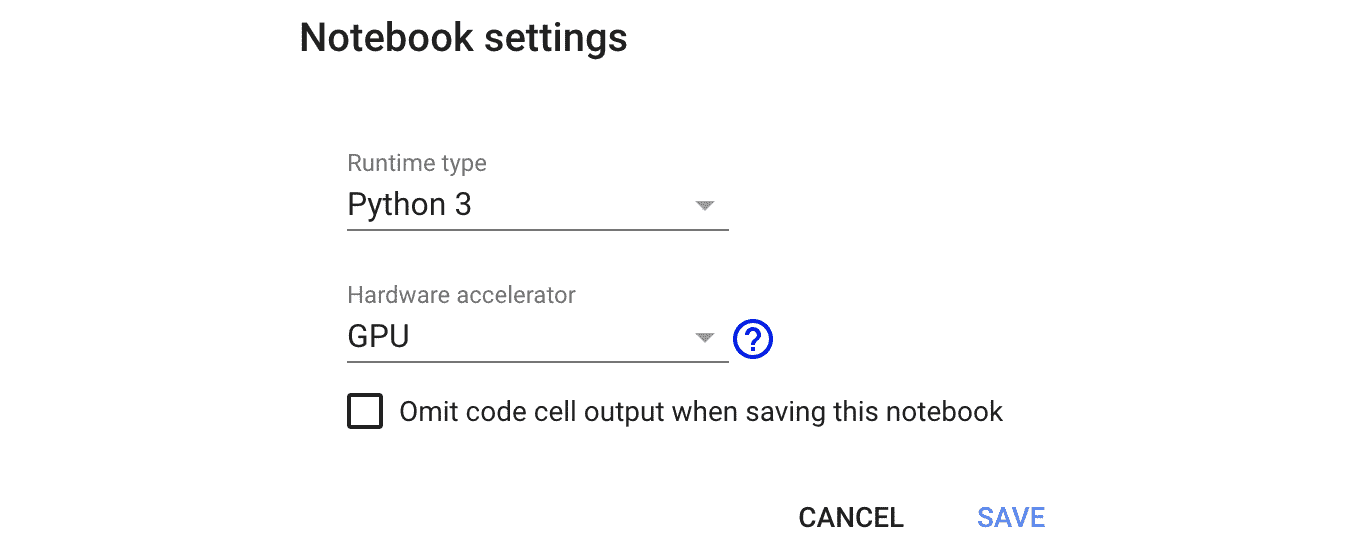 Notebook settings
Runtime type
Python 3
Hardware accelerator
GPU
?
Omit code cell output when saving this notebook
CANCEL SAVE